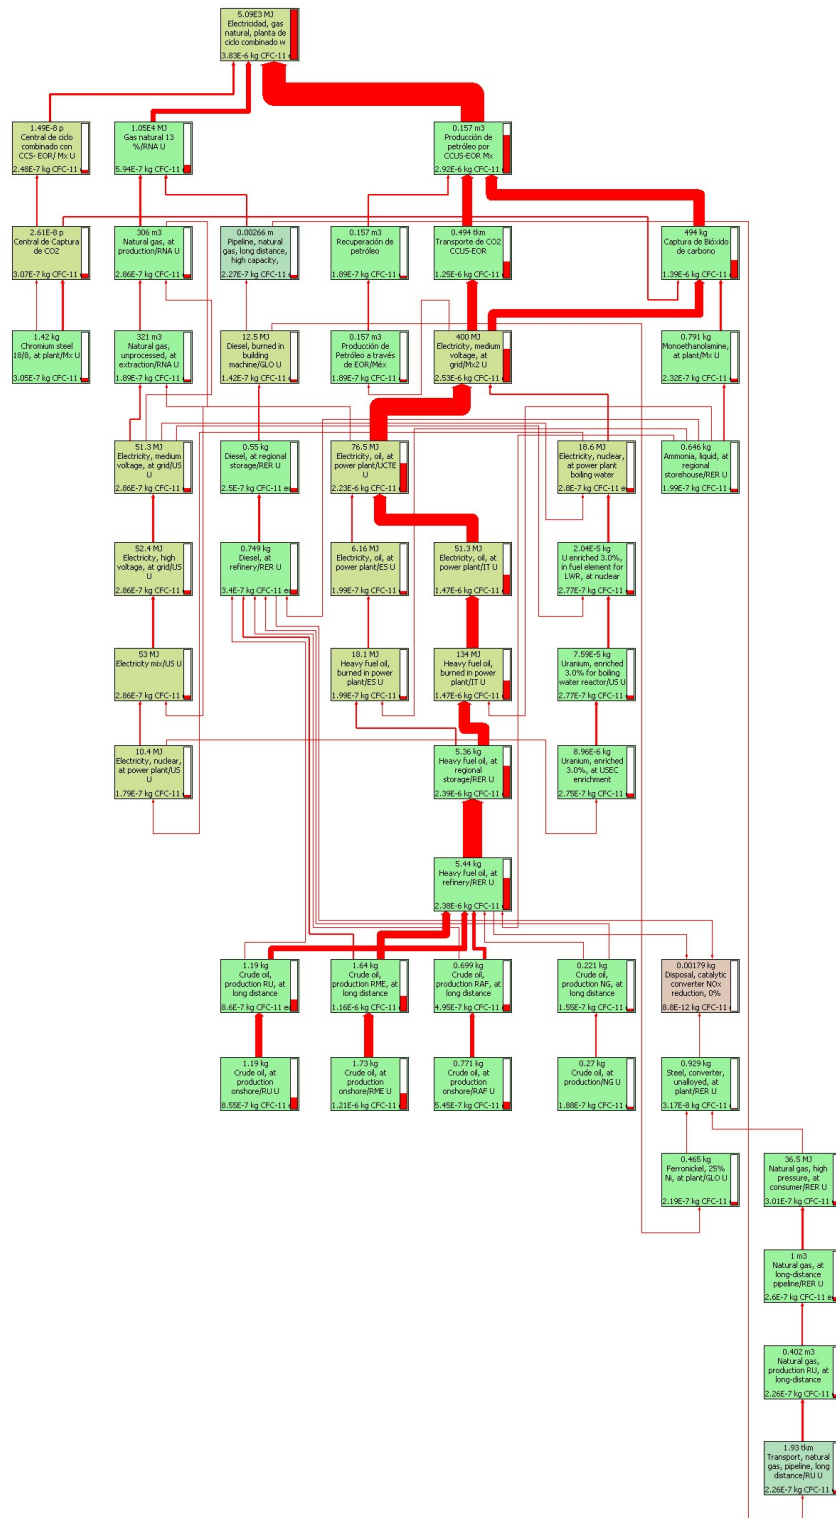 5.09E3 MJ
Electricidad, gas
natural, planta de
ciclo combinado w
3.83E-6 kg CFC-11 e
1.49E-8 p
Central de ciclo
combinado con
CCS- EOR/ Mx U
2.48E-7 kg CFC-11
1.05E4 MJ
Gas natural 13
%/RNA U
5.94E-7 kg CFC-11
0.157 m3
Producción de
petróleo por
CCUS-EOR Mx
2.92E-6 kg CFC-11
2.61E-8 p
Central de Captura
de CO2
3.07E-7 kg CFC-11
306 m3
Natural gas, at
production/RNA U
2.86E-7 kg CFC-11
0.00266 m
Pipeline, natural
gas, long distance,
high capacity,
2.27E-7 kg CFC-11
0.157 m3
Recuperación de
petróleo
1.89E-7 kg CFC-11
0.494 tkm
Transporte de CO2
CCUS-EOR
1.25E-6 kg CFC-11
494 kg
Captura de Bióxido
de carbono
1.39E-6 kg CFC-11
1.42 kg
Chromium steel
18/8, at plant/Mx U
3.05E-7 kg CFC-11
321 m3
Natural gas,
unprocessed, at
extraction/RNA U
1.89E-7 kg CFC-11
12.5 MJ
Diesel, burned in
building
machine/GLO U
1.42E-7 kg CFC-11
0.157 m3
Producción de
Petróleo a través
de EOR/Méx
1.89E-7 kg CFC-11
400 MJ
Electricity, medium
voltage, at
grid/Mx2 U
2.53E-6 kg CFC-11
0.791 kg
Monoethanolamine,
at plant/Mx U
2.32E-7 kg CFC-11
51.3 MJ
Electricity, medium
voltage, at grid/US
U
2.86E-7 kg CFC-11
0.55 kg
Diesel, at regional
storage/RER U
2.5E-7 kg CFC-11 e
76.5 MJ
Electricity, oil, at
power plant/UCTE
U
2.23E-6 kg CFC-11
18.6 MJ
Electricity, nuclear,
at power plant
boiling water
2.8E-7 kg CFC-11 e
0.646 kg
Ammonia, liquid, at
regional
storehouse/RER U
1.99E-7 kg CFC-11
52.4 MJ
Electricity, high
voltage, at grid/US
U
2.86E-7 kg CFC-11
0.749 kg
Diesel, at
refinery/RER U
3.4E-7 kg CFC-11 e
6.16 MJ
Electricity, oil, at
power plant/ES U
1.99E-7 kg CFC-11
51.3 MJ
Electricity, oil, at
power plant/IT U
1.47E-6 kg CFC-11
2.04E-5 kg
U enriched 3.0%,
in fuel element for
LWR, at nuclear
2.77E-7 kg CFC-11
53 MJ
Electricity mix/US U
2.86E-7 kg CFC-11
18.1 MJ
Heavy fuel oil,
burned in power
plant/ES U
1.99E-7 kg CFC-11
134 MJ
Heavy fuel oil,
burned in power
plant/IT U
1.47E-6 kg CFC-11
7.59E-5 kg
Uranium, enriched
3.0% for boiling
water reactor/US U
2.77E-7 kg CFC-11
10.4 MJ
Electricity, nuclear,
at power plant/US
U
1.79E-7 kg CFC-11
5.36 kg
Heavy fuel oil, at
regional
storage/RER U
2.39E-6 kg CFC-11
8.96E-6 kg
Uranium, enriched
3.0%, at USEC
enrichment
2.75E-7 kg CFC-11
5.44 kg
Heavy fuel oil, at
refinery/RER U
2.38E-6 kg CFC-11
1.19 kg
Crude oil,
production RU, at
long distance
8.6E-7 kg CFC-11 e
1.64 kg
Crude oil,
production RME, at
long distance
1.16E-6 kg CFC-11
0.699 kg
Crude oil,
production RAF, at
long distance
4.95E-7 kg CFC-11
0.221 kg
Crude oil,
production NG, at
long distance
1.55E-7 kg CFC-11
0.00179 kg
Disposal, catalytic
converter NOx
reduction, 0%
8.8E-12 kg CFC-11
1.19 kg
Crude oil, at
production
onshore/RU U
8.55E-7 kg CFC-11
1.73 kg
Crude oil, at
production
onshore/RME U
1.21E-6 kg CFC-11
0.771 kg
Crude oil, at
production
onshore/RAF U
5.45E-7 kg CFC-11
0.27 kg
Crude oil, at
production/NG U
1.88E-7 kg CFC-11
0.929 kg
Steel, converter,
unalloyed, at
plant/RER U
3.17E-8 kg CFC-11
0.465 kg
Ferronickel, 25%
Ni, at plant/GLO U
2.19E-7 kg CFC-11
36.5 MJ
Natural gas, high
pressure, at
consumer/RER U
3.01E-7 kg CFC-11
1 m3
Natural gas, at
long-distance
pipeline/RER U
2.6E-7 kg CFC-11 e
0.402 m3
Natural gas,
production RU, at
long-distance
2.26E-7 kg CFC-11
1.93 tkm
Transport, natural
gas, pipeline, long
distance/RU U
2.26E-7 kg CFC-11